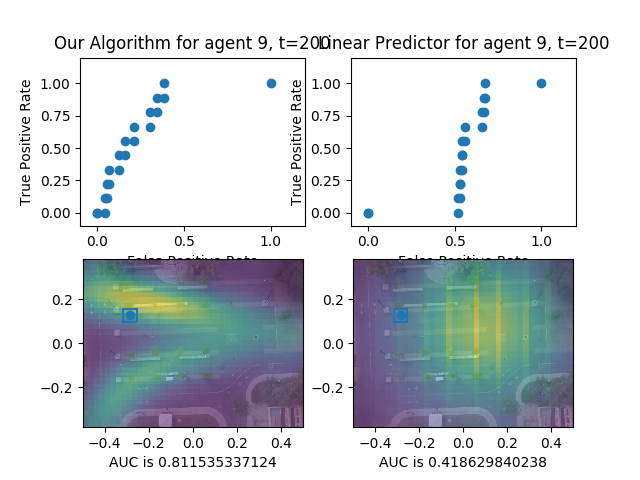 Our Algorithm for agent 9, t=200
Linear Predictor for agent 9, t=200
True Positive Rate
1.00
0.75
0.50
0.25
0.00
0.0 0.5 1.0
False Positive Rate
True Positive Rate
1.00
0.75
0.50
0.25
0.00
0.0 0.5 1.0
False Positive Rate
0.2
0.0
−0.2
−0.4 −0.2 0.0 0.2 0.4
AUC is 0.811535337124
0.2
0.0
−0.2
−0.4 −0.2 0.0 0.2 0.4
AUC is 0.418629840238